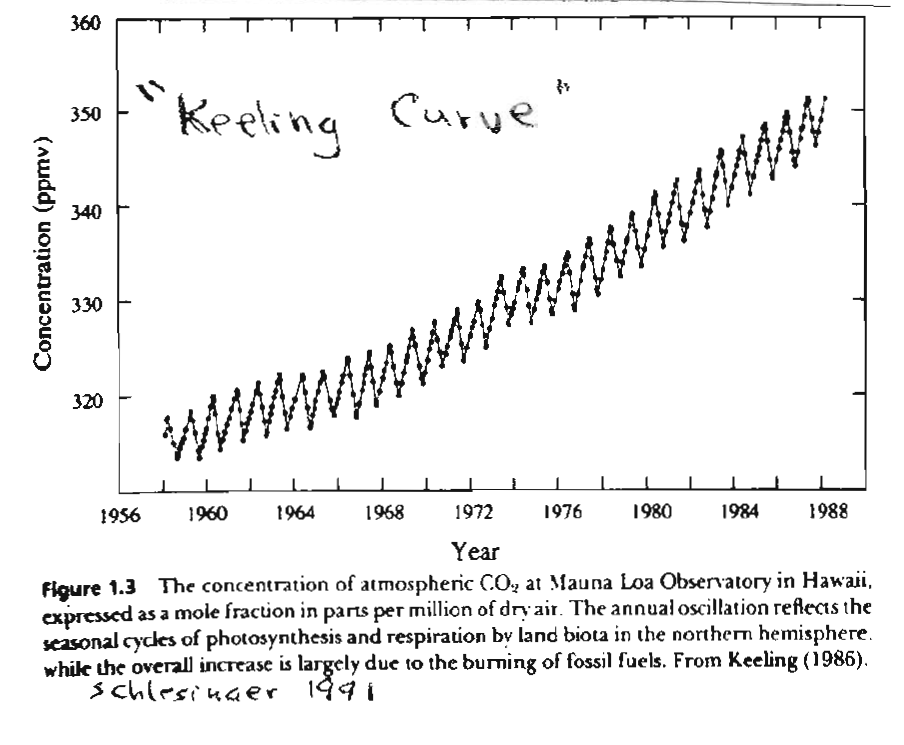 360
350
340
330
320
"Keeling Curve"
Concentration (ppmv)
1956 1960 1964 1968 1972 1976 1980 1984 1988
Year
Figure 1.3 The concentration of atmospheric CO₂ at Mauna Loa Observatory in Hawaii,
expressed as a mole fraction in parts per million of dry air. The annual oscillation reflects the
seasonal cycles of photosynthesis and respiration by land biota in the northern hemisphere,
while the overall increase is largely due to the burning of fossil fuels. From Keeling (1986).
Schlesinger 1991